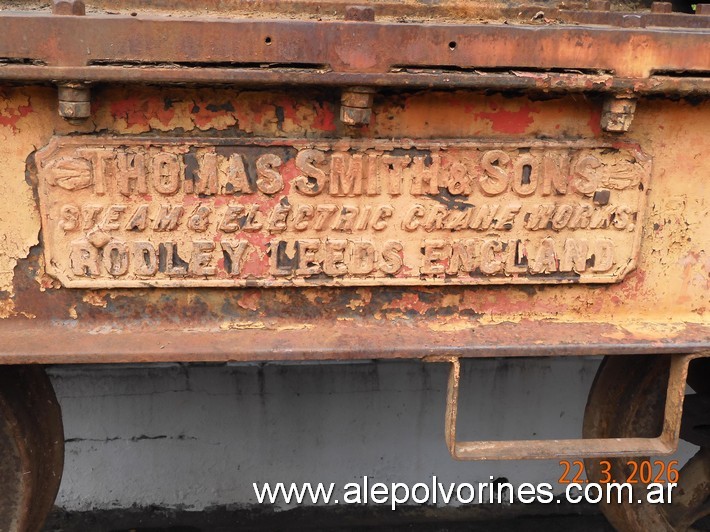 THOMAS SMITH & SONS
STEAM & ELECTRIC CRANE WORKS,
RODLEY LEEDS ENGLAND
22.3.2026
www.alepolvorines.com.ar